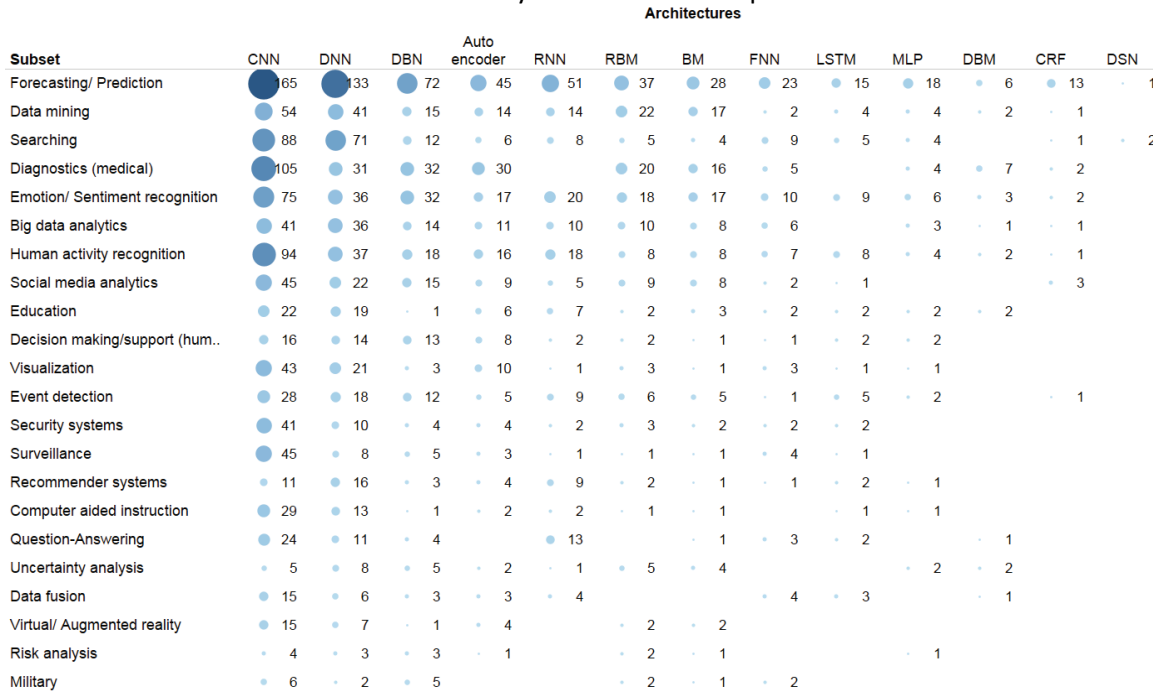 Architectures
Subset CNN DNN DBN Auto encoder RNN RBM BM FNN LSTM MLP DBM CRF DSN
Forecasting/ Prediction 165 133 72 45 51 37 28 23 15 18 6 13 1
Data mining 54 41 15 14 14 22 17 2 4 4 2 1
Searching 88 71 12 6 8 5 4 9 5 4 1 2
Diagnostics (medical) 105 31 32 30 20 16 5 4 7 2
Emotion/ Sentiment recognition 75 36 32 17 20 18 17 10 9 6 3 2
Big data analytics 41 36 14 11 10 10 8 6 3 1 1
Human activity recognition 94 37 18 16 18 8 8 7 8 4 2 1
Social media analytics 45 22 15 9 5 9 8 2 1 3
Education 22 19 1 6 7 2 3 2 2 2 2
Decision making/support (hum.. 16 14 13 8 2 2 1 1 2 2
Visualization 43 21 3 10 1 3 1 3 1 1
Event detection 28 18 12 5 9 6 5 1 5 2 1
Security systems 41 10 4 4 2 3 2 2 2
Surveillance 45 8 5 3 1 1 1 4 1
Recommender systems 11 16 3 4 9 2 1 1 2 1
Computer aided instruction 29 13 1 2 2 1 1 1 1
Question-Answering 24 11 4 13 1 3 2 1
Uncertainty analysis 5 8 5 2 1 5 4 2 2
Data fusion 15 6 3 3 4 4 3 1
Virtual/ Augmented reality 15 7 1 4 2 2
Risk analysis 4 3 3 1 2 1 1
Military 6 2 5 2 1 2